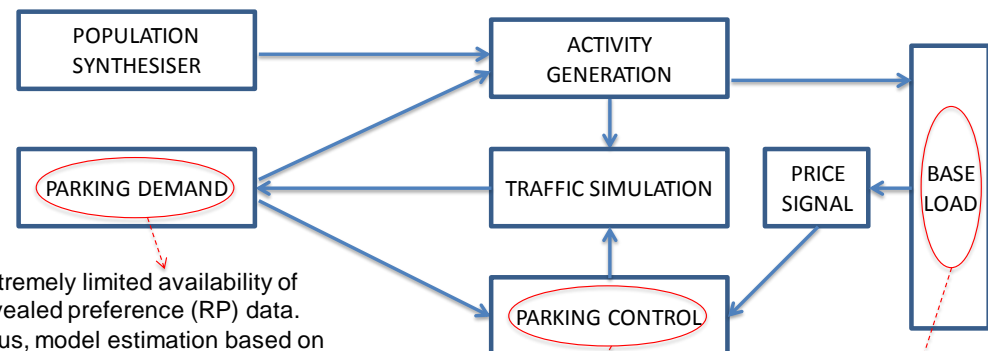 POPULATION
SYNTHESISER
ACTIVITY
GENERATION
PARKING DEMAND
TRAFFIC SIMULATION
PRICE
SIGNAL
BASE
LOAD
PARKING CONTROL
tremely limited availability of
vealed preference (RP) data.
us, model estimation based on